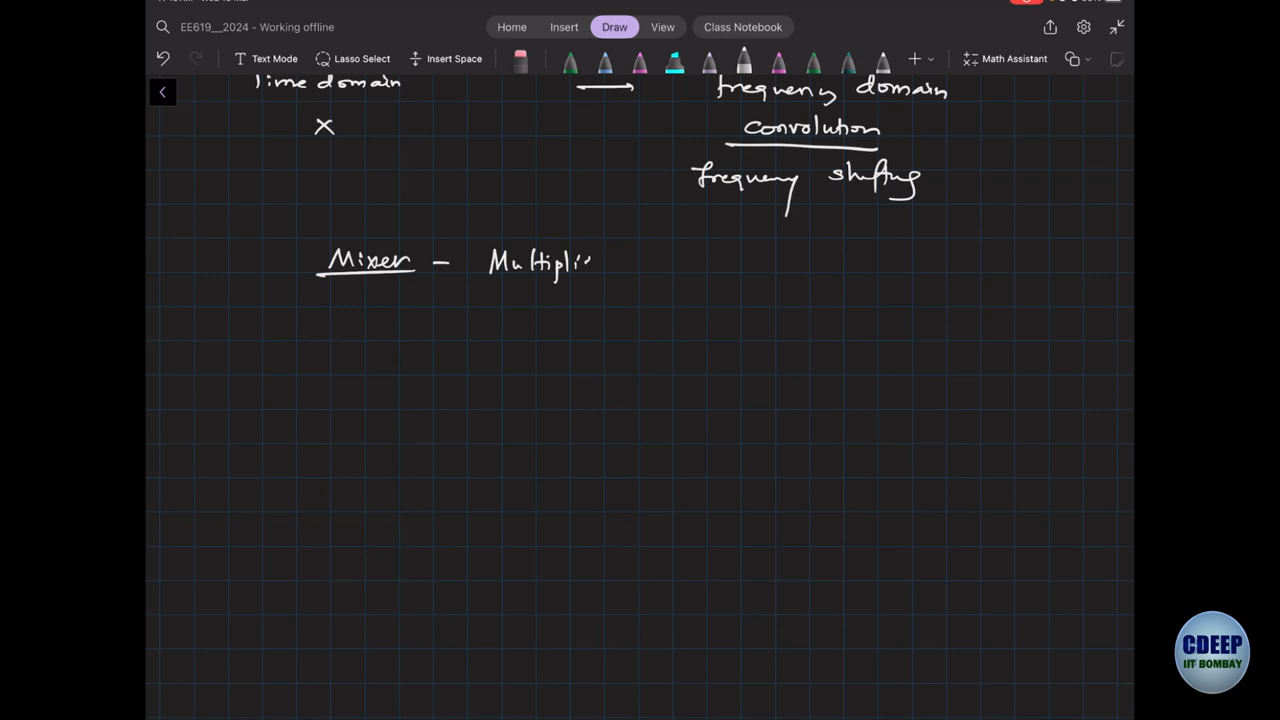 EE619__2024 - Working offline
Home Insert Draw View Class Notebook
Text Mode Lasso Select Insert Space Math Assistant
Time domain → frequency domain
× convolution
frequency shifting
Mixer - Multipli
CDEEP
IIT BOMBAY